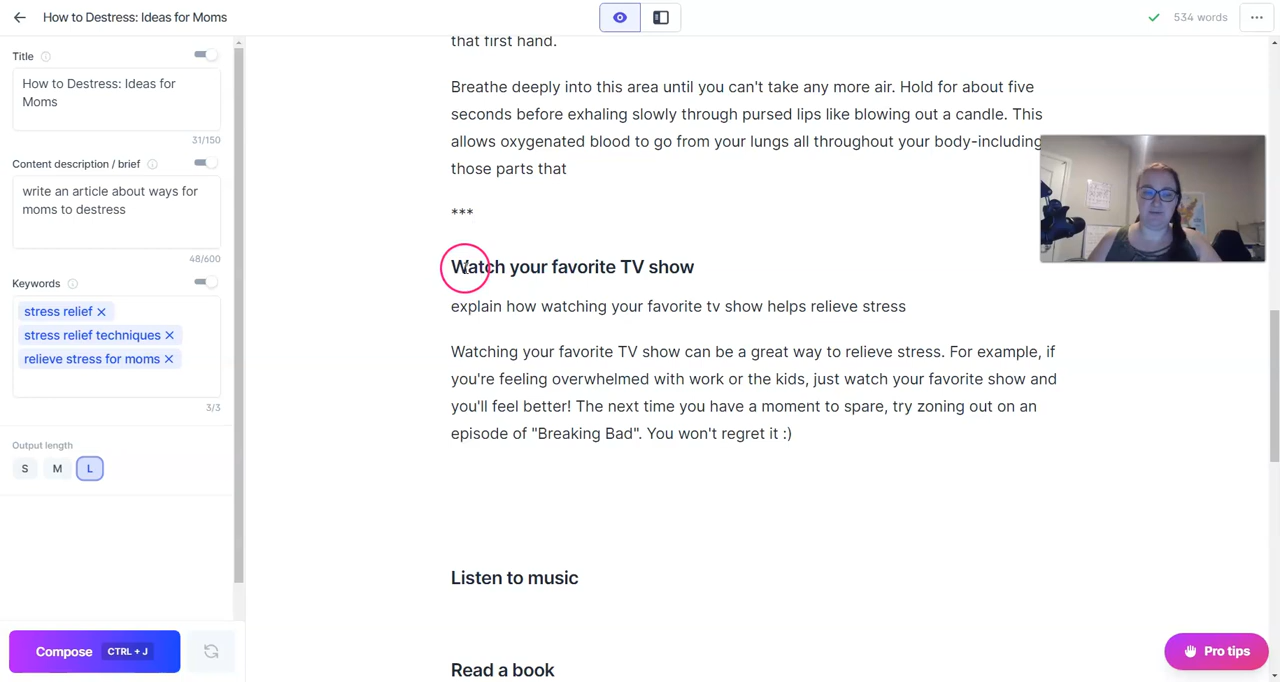 How to Destress: Ideas for Moms
534 words
Title
How to Destress: Ideas for
Moms
31/150
Content description / brief
write an article about ways for
moms to destress
48/600
Keywords
stress relief
stress relief techniques
relieve stress for moms
3/3
Output length
S M L
Compose CTRL + J
that first hand.
Breathe deeply into this area until you can't take any more air. Hold for about five
seconds before exhaling slowly through pursed lips like blowing out a candle. This
allows oxygenated blood to go from your lungs all throughout your body-including
those parts that
***
Watch your favorite TV show
explain how watching your favorite tv show helps relieve stress
Watching your favorite TV show can be a great way to relieve stress. For example, if
you're feeling overwhelmed with work or the kids, just watch your favorite show and
you'll feel better! The next time you have a moment to spare, try zoning out on an
episode of "Breaking Bad". You won't regret it :)
Listen to music
Read a book
Pro tips